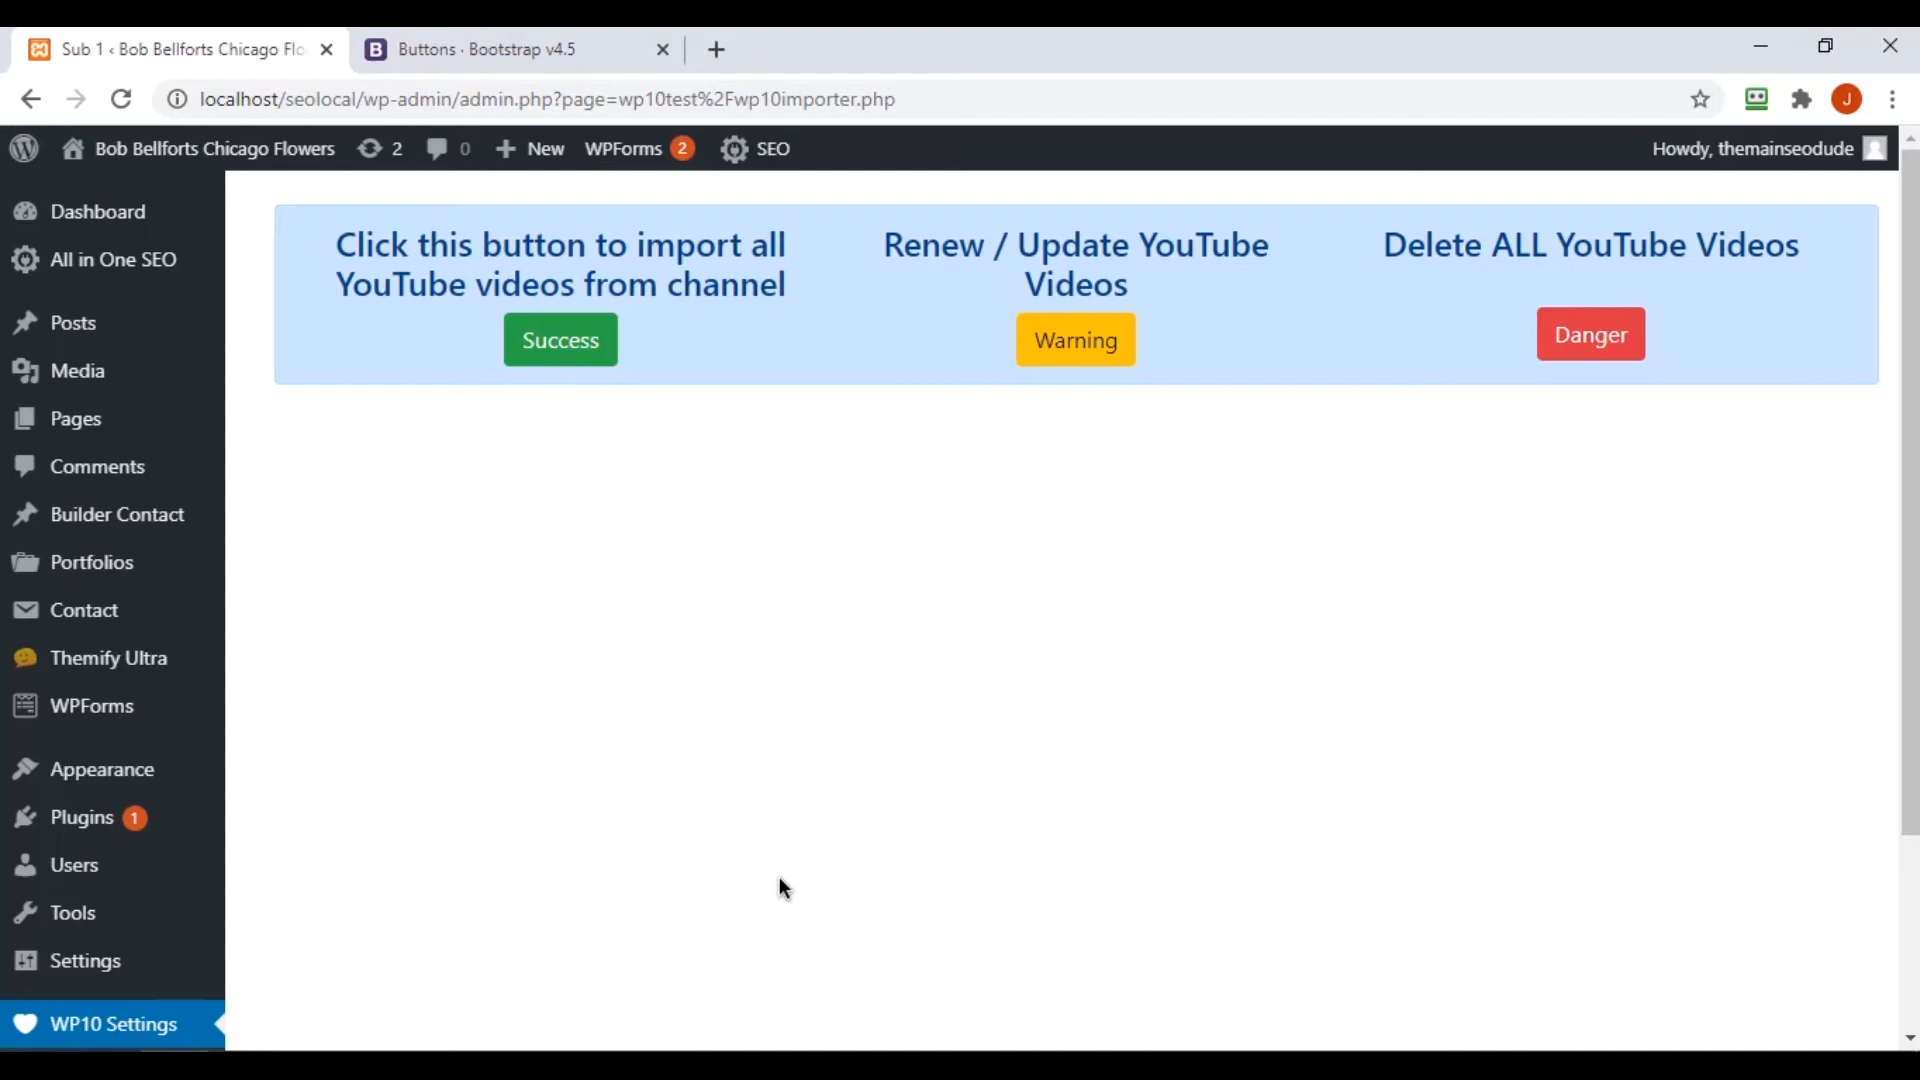 Sub 1 ‹ Bob Bellforts Chicago Flo
Buttons · Bootstrap v4.5
localhost/seolocal/wp-admin/admin.php?page=wp10test%2Fwp10importer.php
J
Bob Bellforts Chicago Flowers
2
0
New
WPForms 2
SEO
Howdy, themainseodude
Dashboard
All in One SEO
Posts
Media
Pages
Comments
Builder Contact
Portfolios
Contact
Themify Ultra
WPForms
Appearance
Plugins 1
Users
Tools
Settings
WP10 Settings
Click this button to import all
YouTube videos from channel
Success
Renew / Update YouTube
Videos
Warning
Delete ALL YouTube Videos
Danger